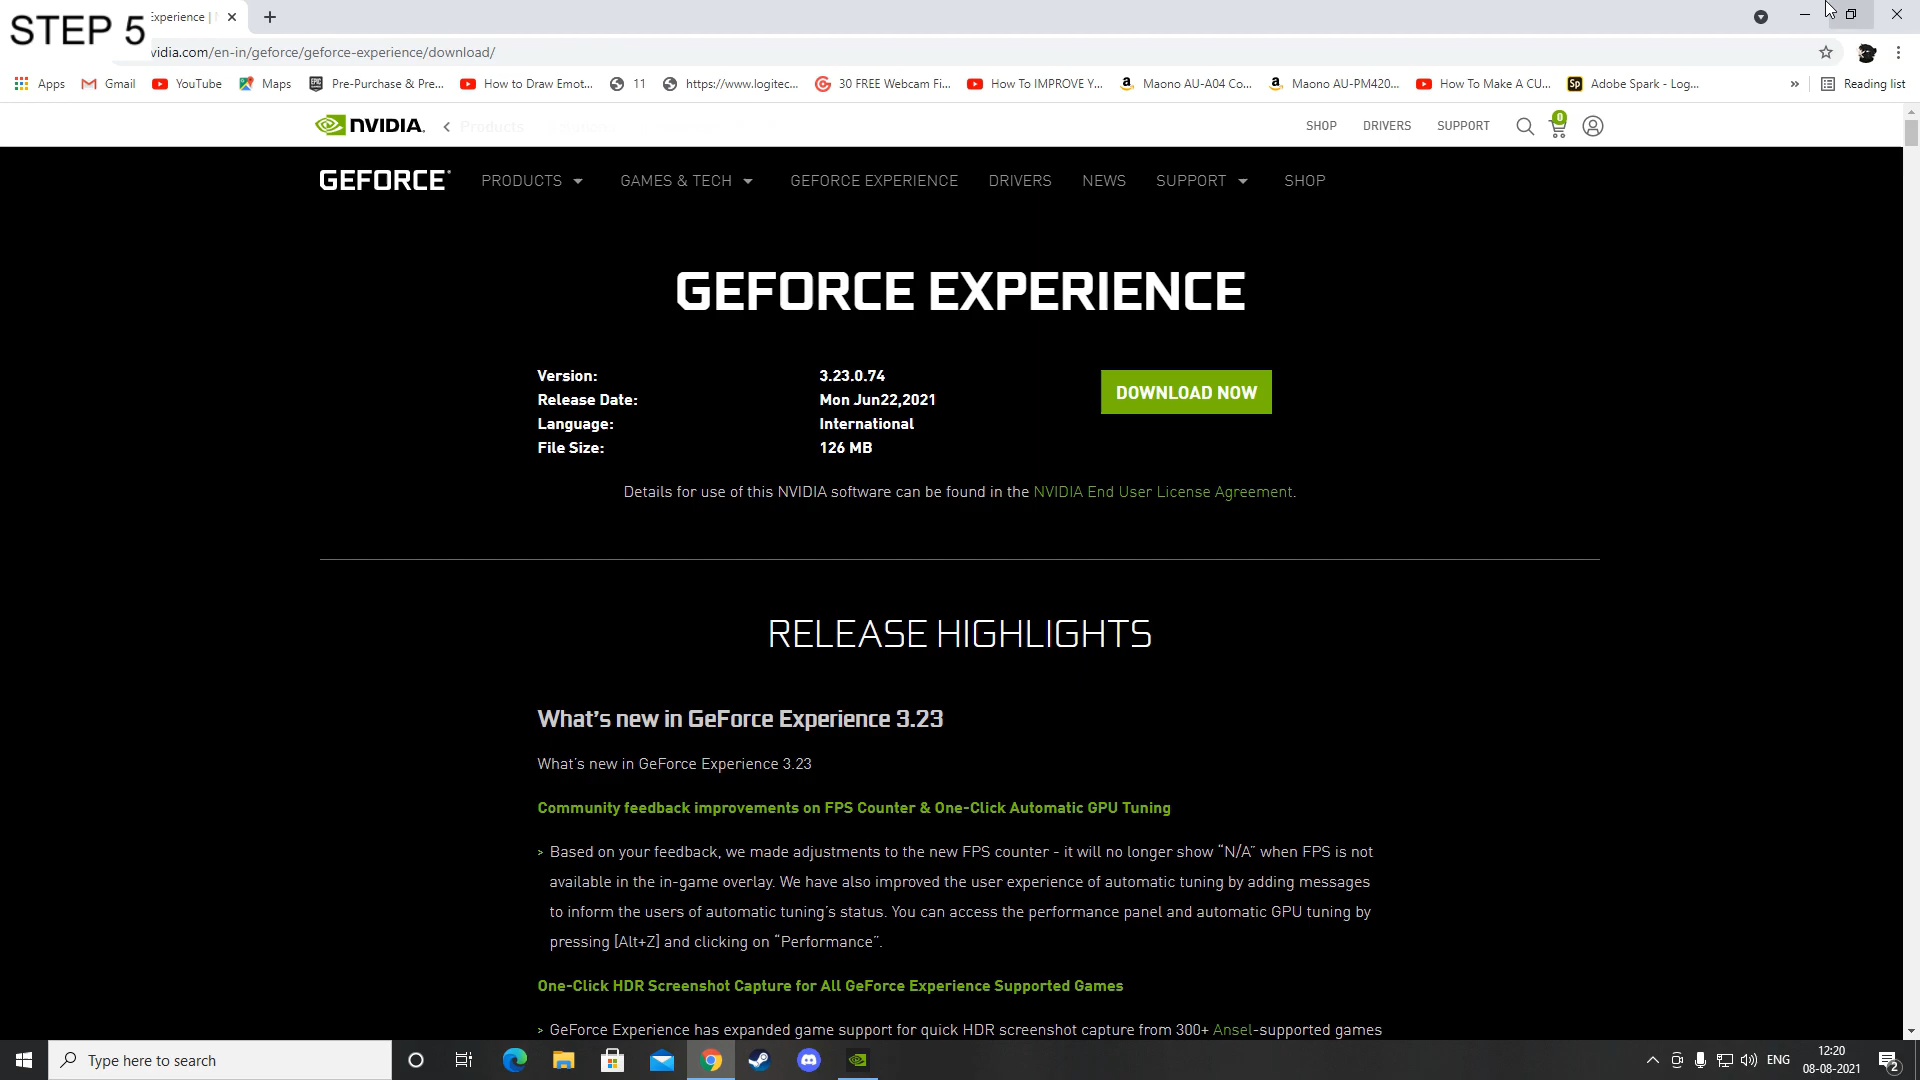 STEP 5
Experience |
vidia.com/en-in/geforce/geforce-experience/download/
Apps
Gmail
YouTube
Maps
Pre-Purchase & Pre...
How to Draw Emot...
11
https://www.logitec...
30 FREE Webcam Fi...
How To IMPROVE Y...
Maono AU-A04 Co...
Maono AU-PM420...
How To Make A CU...
Adobe Spark - Log...
»
Reading list
NVIDIA.
Products
SHOP
DRIVERS
SUPPORT
0
GEFORCE
PRODUCTS
GAMES & TECH
GEFORCE EXPERIENCE
DRIVERS
NEWS
SUPPORT
SHOP
GEFORCE EXPERIENCE
Version: 3.23.0.74
Release Date: Mon Jun22,2021
Language: International
File Size: 126 MB
DOWNLOAD NOW
Details for use of this NVIDIA software can be found in the NVIDIA End User License Agreement.
RELEASE HIGHLIGHTS
What's new in GeForce Experience 3.23
What's new in GeForce Experience 3.23
Community feedback improvements on FPS Counter & One-Click Automatic GPU Tuning
> Based on your feedback, we made adjustments to the new FPS counter - it will no longer show “N/A” when FPS is not
available in the in-game overlay. We have also improved the user experience of automatic tuning by adding messages
to inform the users of automatic tuning's status. You can access the performance panel and automatic GPU tuning by
pressing [Alt+Z] and clicking on “Performance”.
One-Click HDR Screenshot Capture for All GeForce Experience Supported Games
> GeForce Experience has expanded game support for quick HDR screenshot capture from 300+ Ansel-supported games
Type here to search
ENG
12:20
08-08-2021
2